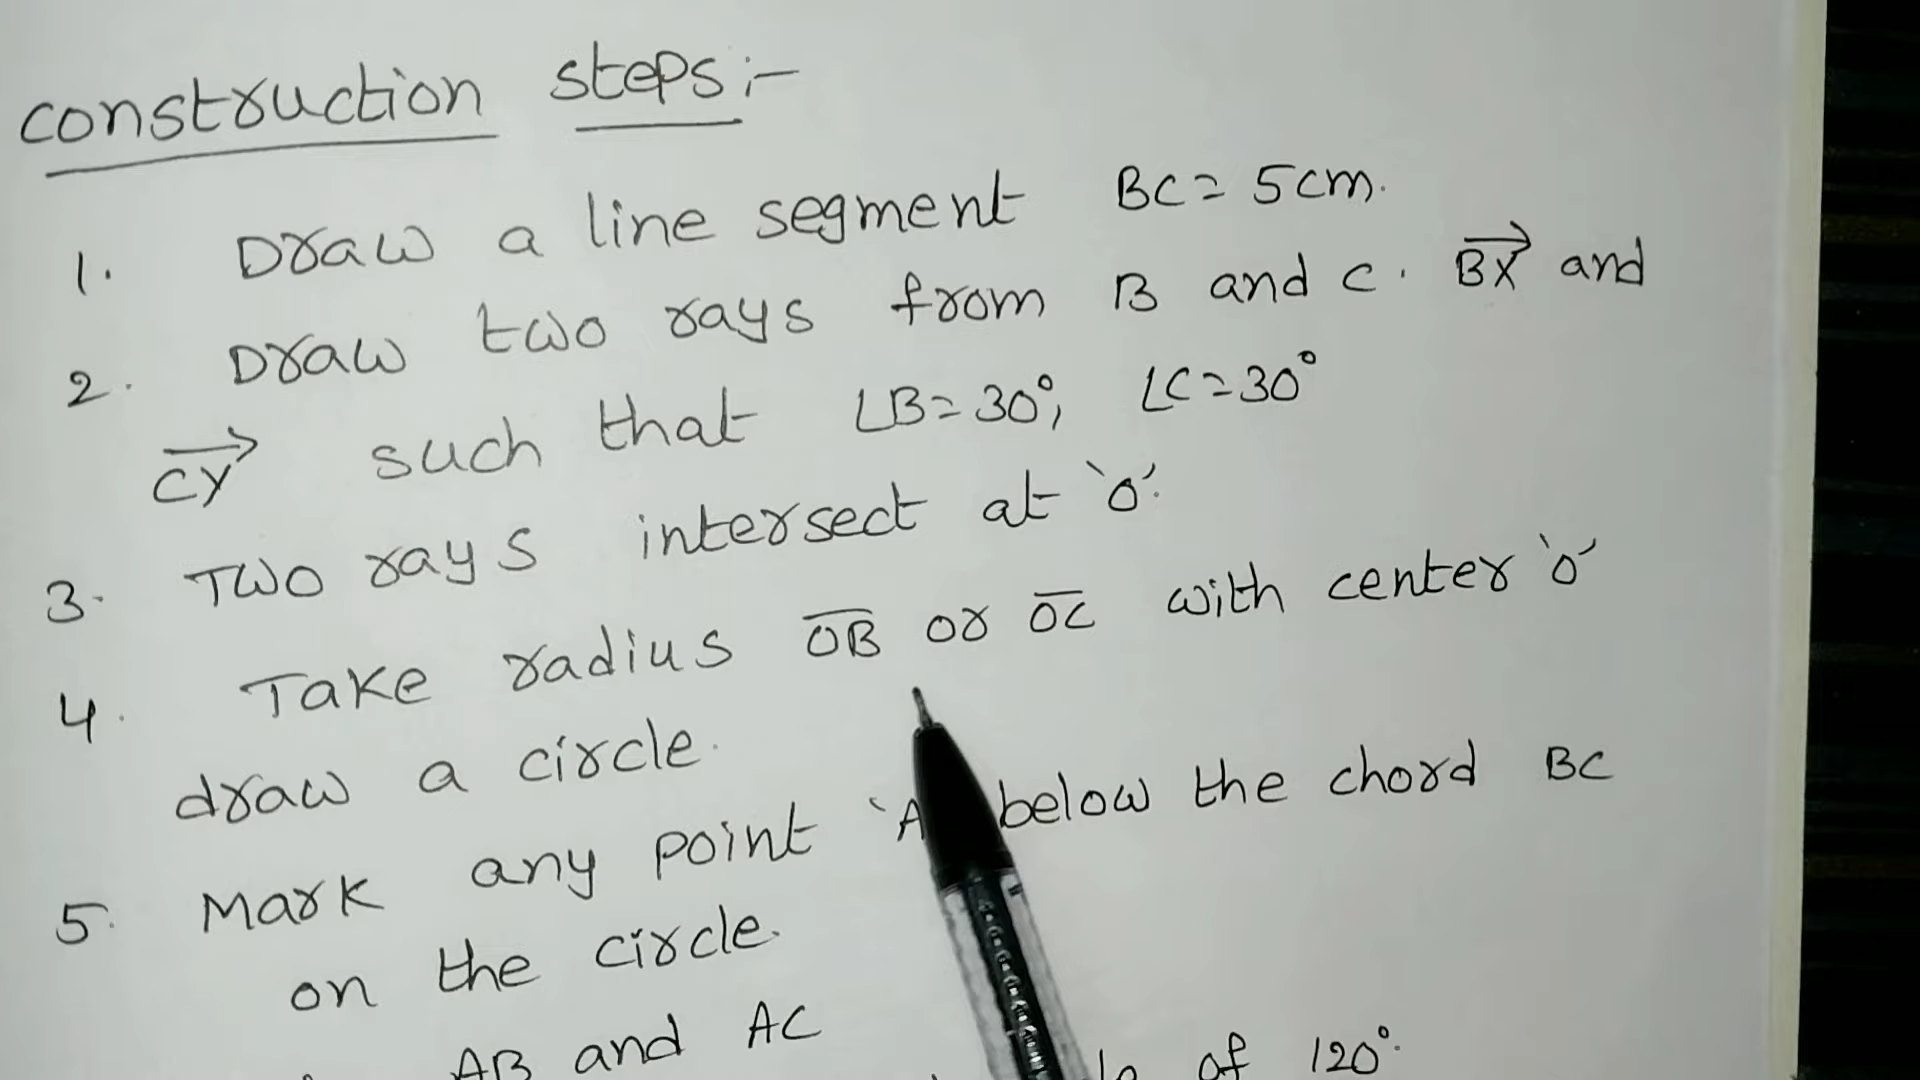 construction steps:-
1. Draw a line segment BC= 5cm.
2. Draw two rays from B and C. BX and
CY such that ∠B= 30°, ∠C=30°
3. Two rays intersect at 'O'.
4. Take radius OB or OC with center 'O'
draw a circle.
5. Mark any point 'A below the chord BC
on the circle.
AB and AC
of 120°.